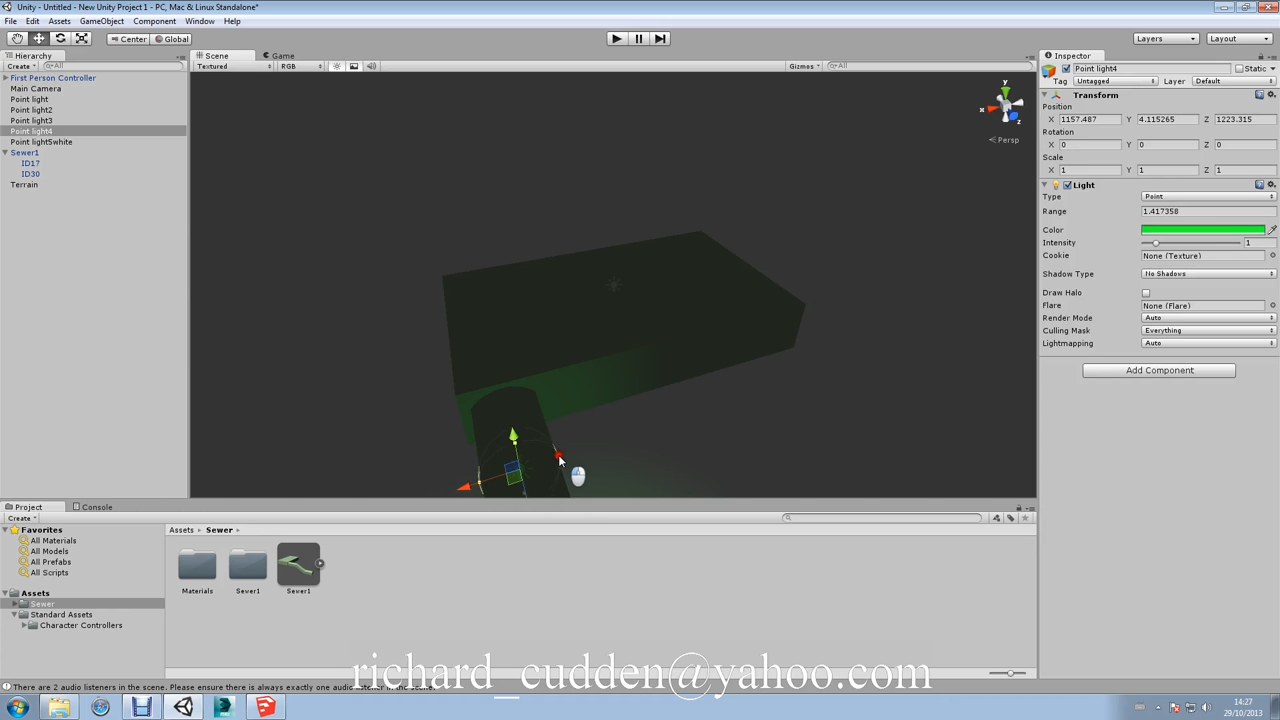 Unity - Untitled - New Unity Project 1 - PC, Mac & Linux Standalone*
File Edit Assets GameObject Component Window Help
Center Global Layers Layout
Hierarchy Scene Game Inspector
Create All Textured RGB Gizmos All Point light4 Static
First Person Controller
Main Camera
Point light
Point light2
Point light3
Point light4
Point light5white
Sewer1
ID17
ID30
Terrain
y
x
z
Persp
Tag Untagged Layer Default
Transform
Position
X 1157.487 Y 4.115265 Z 1223.315
Rotation
X 0 Y 0 Z 0
Scale
X 1 Y 1 Z 1
Light
Type Point
Range 1.417358
Color
Intensity 1
Cookie None (Texture)
Shadow Type No Shadows
Draw Halo
Flare None (Flare)
Render Mode Auto
Culling Mask Everything
Lightmapping Auto
Add Component
Project Console
Create
Favorites
All Materials
All Models
All Prefabs
All Scripts
Assets
Sewer
Standard Assets
Character Controllers
Assets Sewer
Materials Sewer1 Sewer1
richard_cudden@yahoo.com
There are 2 audio listeners in the scene. Please ensure there is always exactly one audio listener in the scene.
14:27
29/10/2013